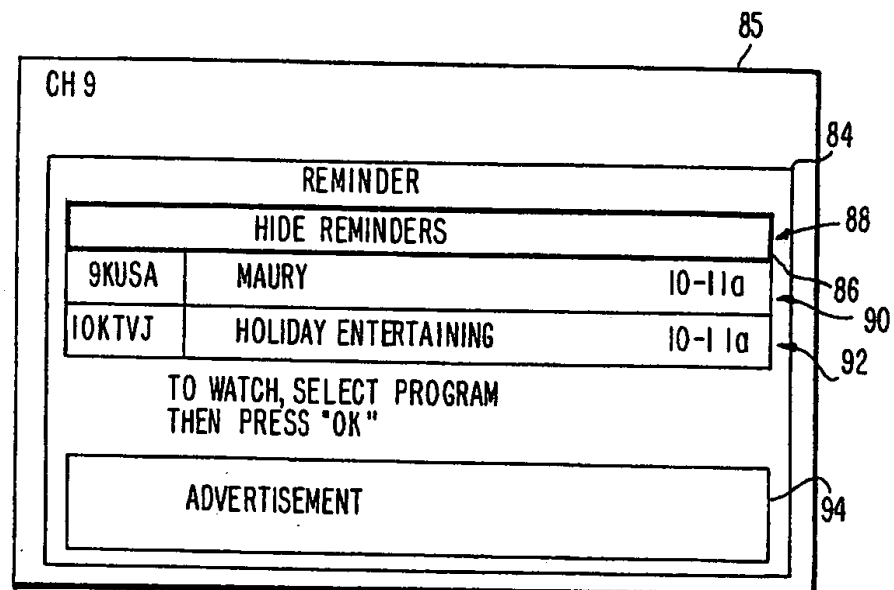 85
CH 9
84
REMINDER
HIDE REMINDERS
88
9KUSA MAURY 10-11a
86
90
10KTVJ HOLIDAY ENTERTAINING 10-11a
92
TO WATCH, SELECT PROGRAM
THEN PRESS "OK"
ADVERTISEMENT
94